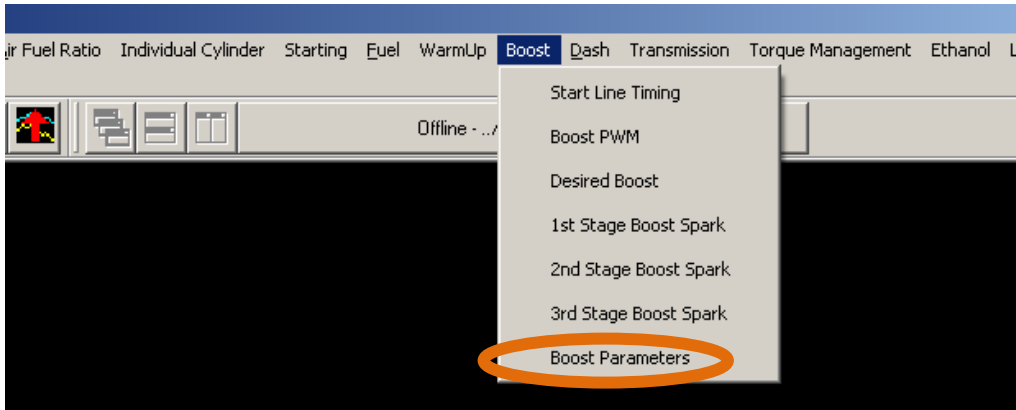 ir Fuel Ratio Individual Cylinder Starting Fuel WarmUp Boost Dash Transmission Torque Management Ethanol L
Offline - ../
Start Line Timing
Boost PWM
Desired Boost
1st Stage Boost Spark
2nd Stage Boost Spark
3rd Stage Boost Spark
Boost Parameters